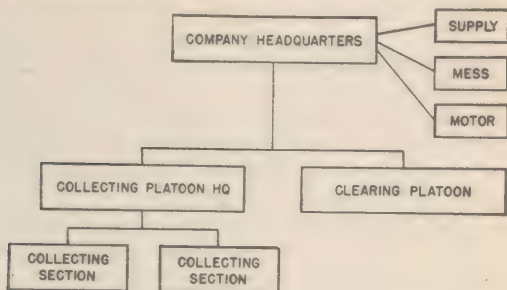 SUPPLY
COMPANY HEADQUARTERS
MESS
MOTOR
COLLECTING PLATOON HQ
CLEARING PLATOON
COLLECTING
SECTION
COLLECTING
SECTION